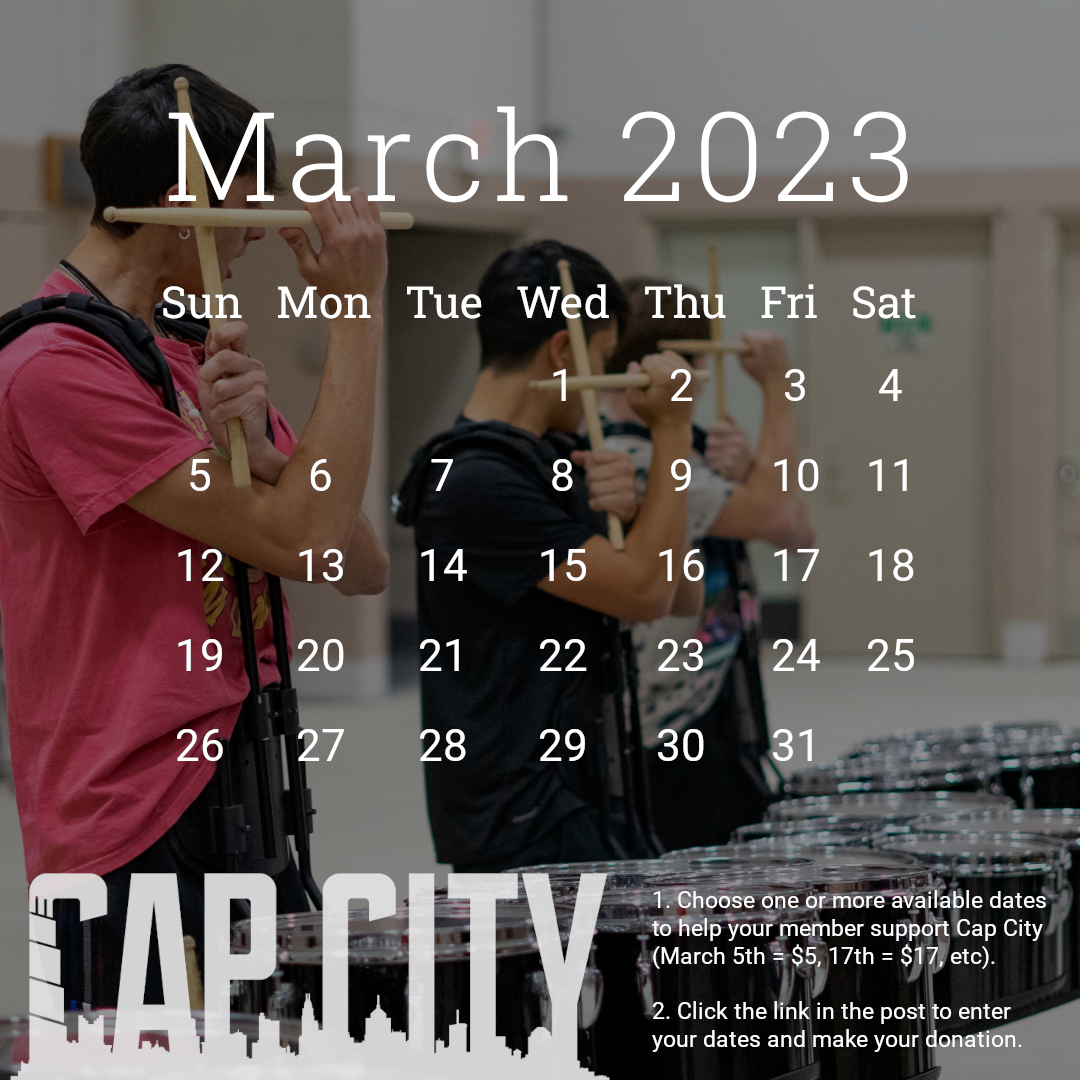 March 2023
Sun Mon Tue Wed Thu Fri Sat
1 2 3 4
5 6 7 8 9 10 11
12 13 14 15 16 17 18
19 20 21 22 23 24 25
26 27 28 29 30 31
CAP CITY
1. Choose one or more available dates
to help your member support Cap City
(March 5th = $5, 17th = $17, etc).
2. Click the link in the post to enter
your dates and make your donation.